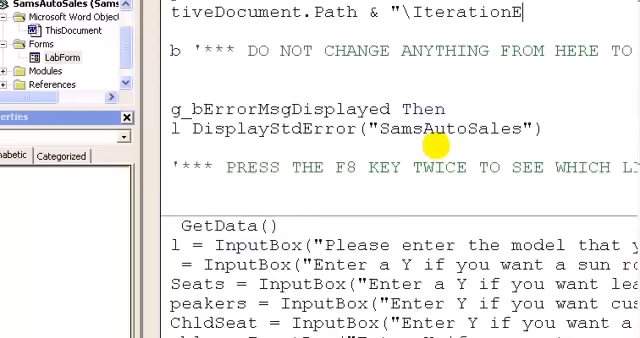 SamsAutoSales (Sams
Microsoft Word Object
ThisDocument
Forms
LabForm
Modules
References
perties
abetic
Categorized
tiveDocument.Path & "\IterationE
b '*** DO NOT CHANGE ANYTHING FROM HERE TO
g_bErrorMsgDisplayed Then
l DisplayStdError("SamsAutoSales")
'*** PRESS THE F8 KEY TWICE TO SEE WHICH LI
GetData()
l = InputBox("Please enter the model that y
= InputBox("Enter a Y if you want a sun ro
Seats = InputBox("Enter a Y if you want lea
peakers = InputBox("Enter Y if you want cus
ChldSeat = InputBox("Enter Y if you want a